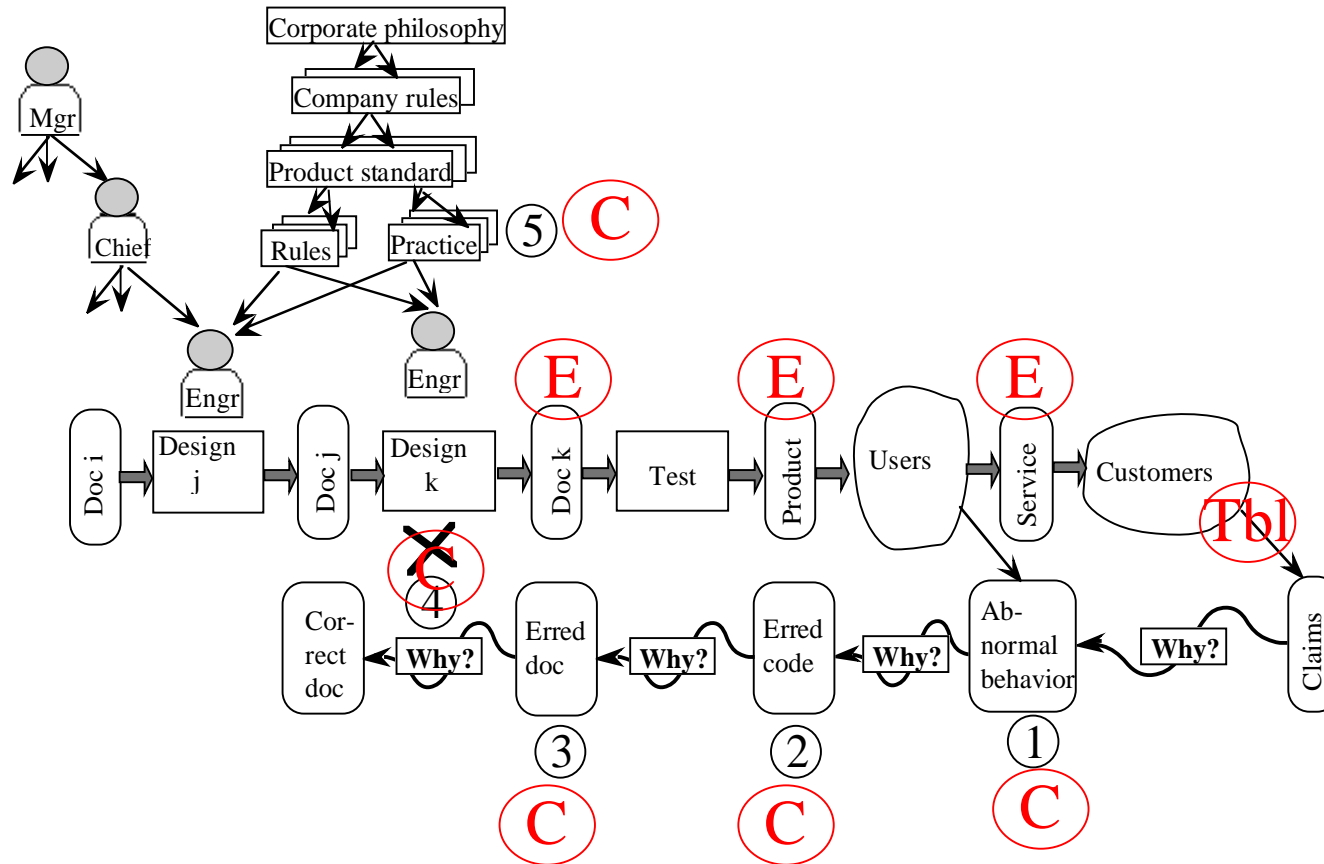 Corporate philosophy
Mgr
Company rules
Product standard
Chief
Rules
Practice
5
C
Engr
Engr
E
E
E
Doc i
Design
j
Doc j
Design
k
Doc k
Test
Product
Users
Service
Customers
Tbl
C
4
Cor-
rect
doc
Why?
Erred
doc
Why?
Erred
code
Why?
Ab-
normal
behavior
Why?
Claims
3
2
1
C
C
C